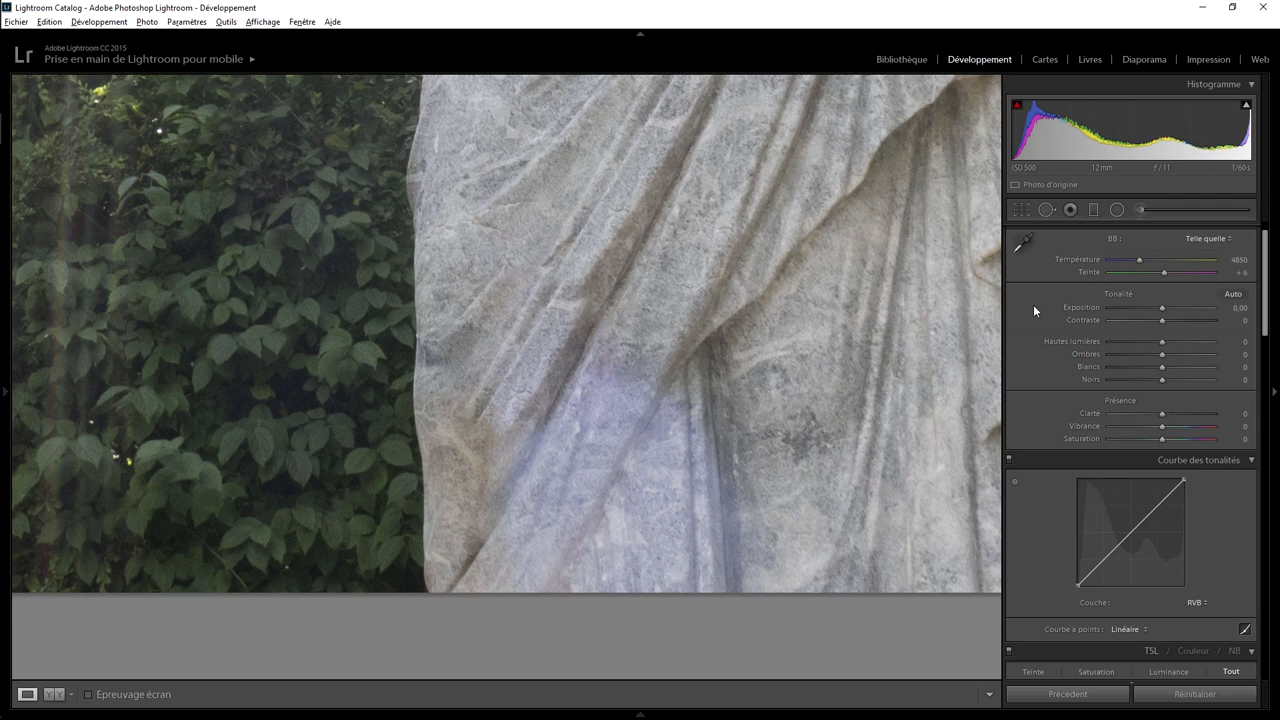 Lightroom Catalog - Adobe Photoshop Lightroom - Développement
Fichier Edition Développement Photo Paramètres Outils Affichage Fenêtre Aide
Lr
Adobe Lightroom CC 2015
Prise en main de Lightroom pour mobile
Bibliothèque | Développement | Cartes | Livres | Diaporama | Impression | Web
Histogramme
ISO 500 12 mm ƒ / 11 1/60 s
Photo d'origine
BB : Telle quelle
Température 4850
Teinte + 6
Tonalité Auto
Exposition 0,00
Contraste 0
Hautes lumières 0
Ombres 0
Blancs 0
Noirs 0
Présence
Clarté 0
Vibrance 0
Saturation 0
Courbe des tonalités
Couche : RVB
Courbe à points : Linéaire
TSL / Couleur / NB
Teinte Saturation Luminance Tout
Y Y Epreuvage écran
Précédent Réinitialiser